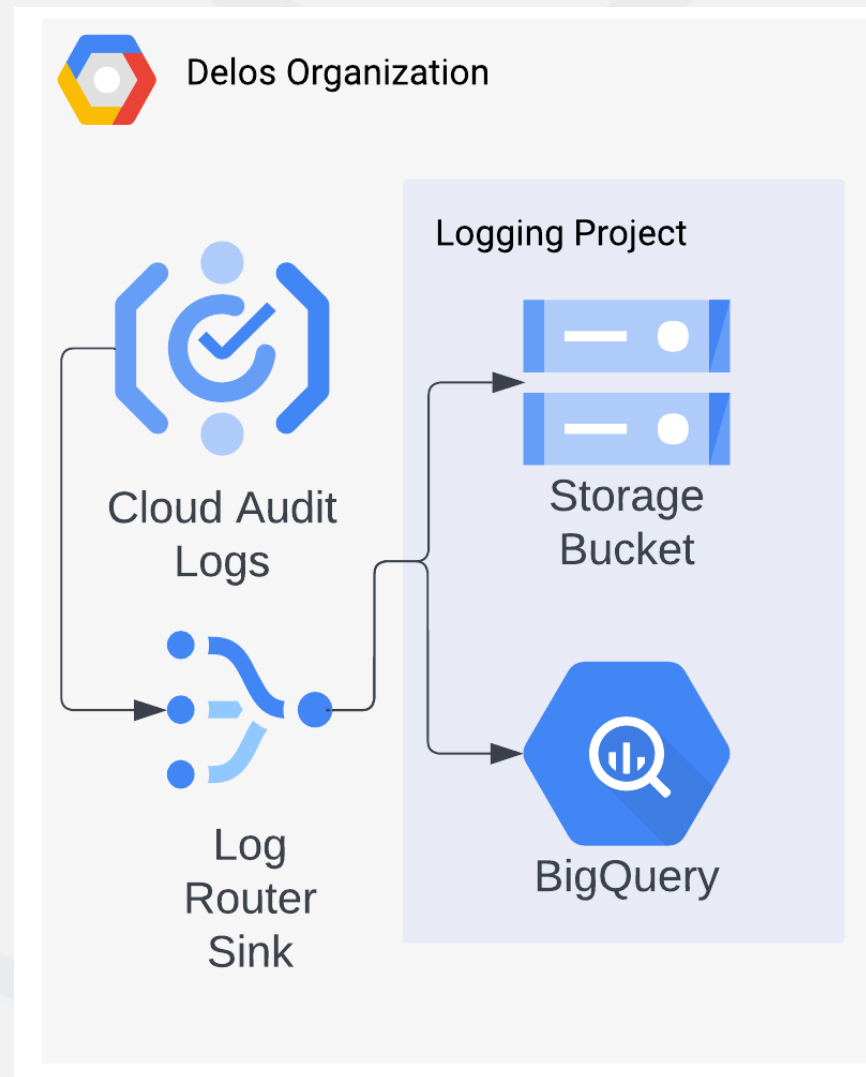 Delos Organization
Logging Project
Cloud Audit
Logs
Storage
Bucket
Log
Router
Sink
BigQuery